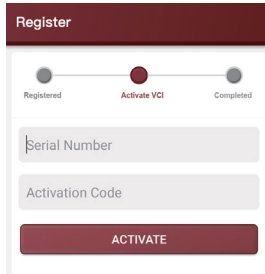 Register
Registered Activate VCI Completed
Serial Number
Activation Code
ACTIVATE